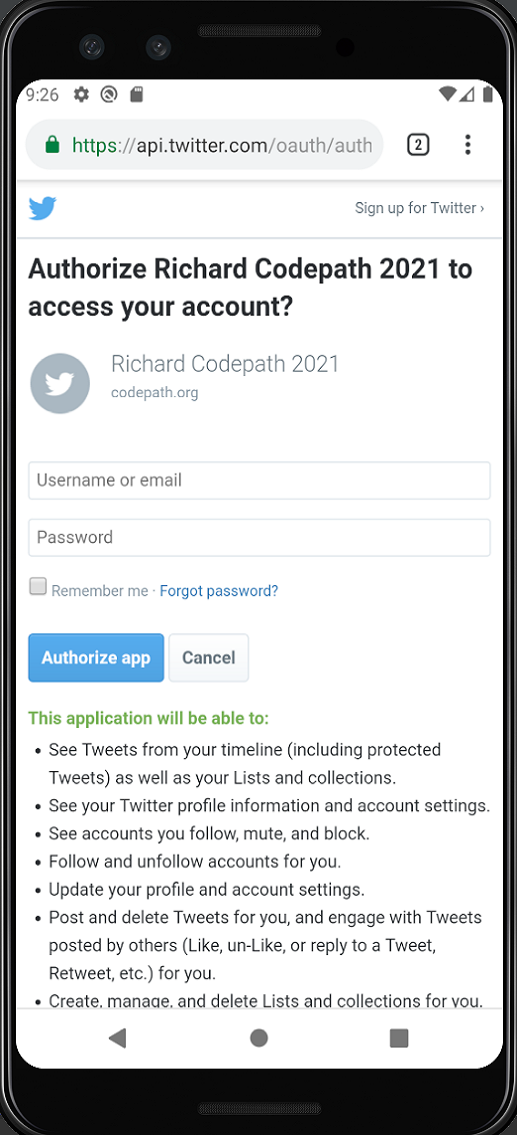 9:26
2
https://api.twitter.com/oauth/auth
Sign up for Twitter ›
Authorize Richard Codepath 2021 to
access your account?
Richard Codepath 2021
codepath.org
Username or email
Password
Remember me · Forgot password?
Authorize app
Cancel
This application will be able to:
• See Tweets from your timeline (including protected
Tweets) as well as your Lists and collections.
• See your Twitter profile information and account settings.
• See accounts you follow, mute, and block.
• Follow and unfollow accounts for you.
• Update your profile and account settings.
• Post and delete Tweets for you, and engage with Tweets
posted by others (Like, un-Like, or reply to a Tweet,
Retweet, etc.) for you.
• Create, manage, and delete Lists and collections for you.